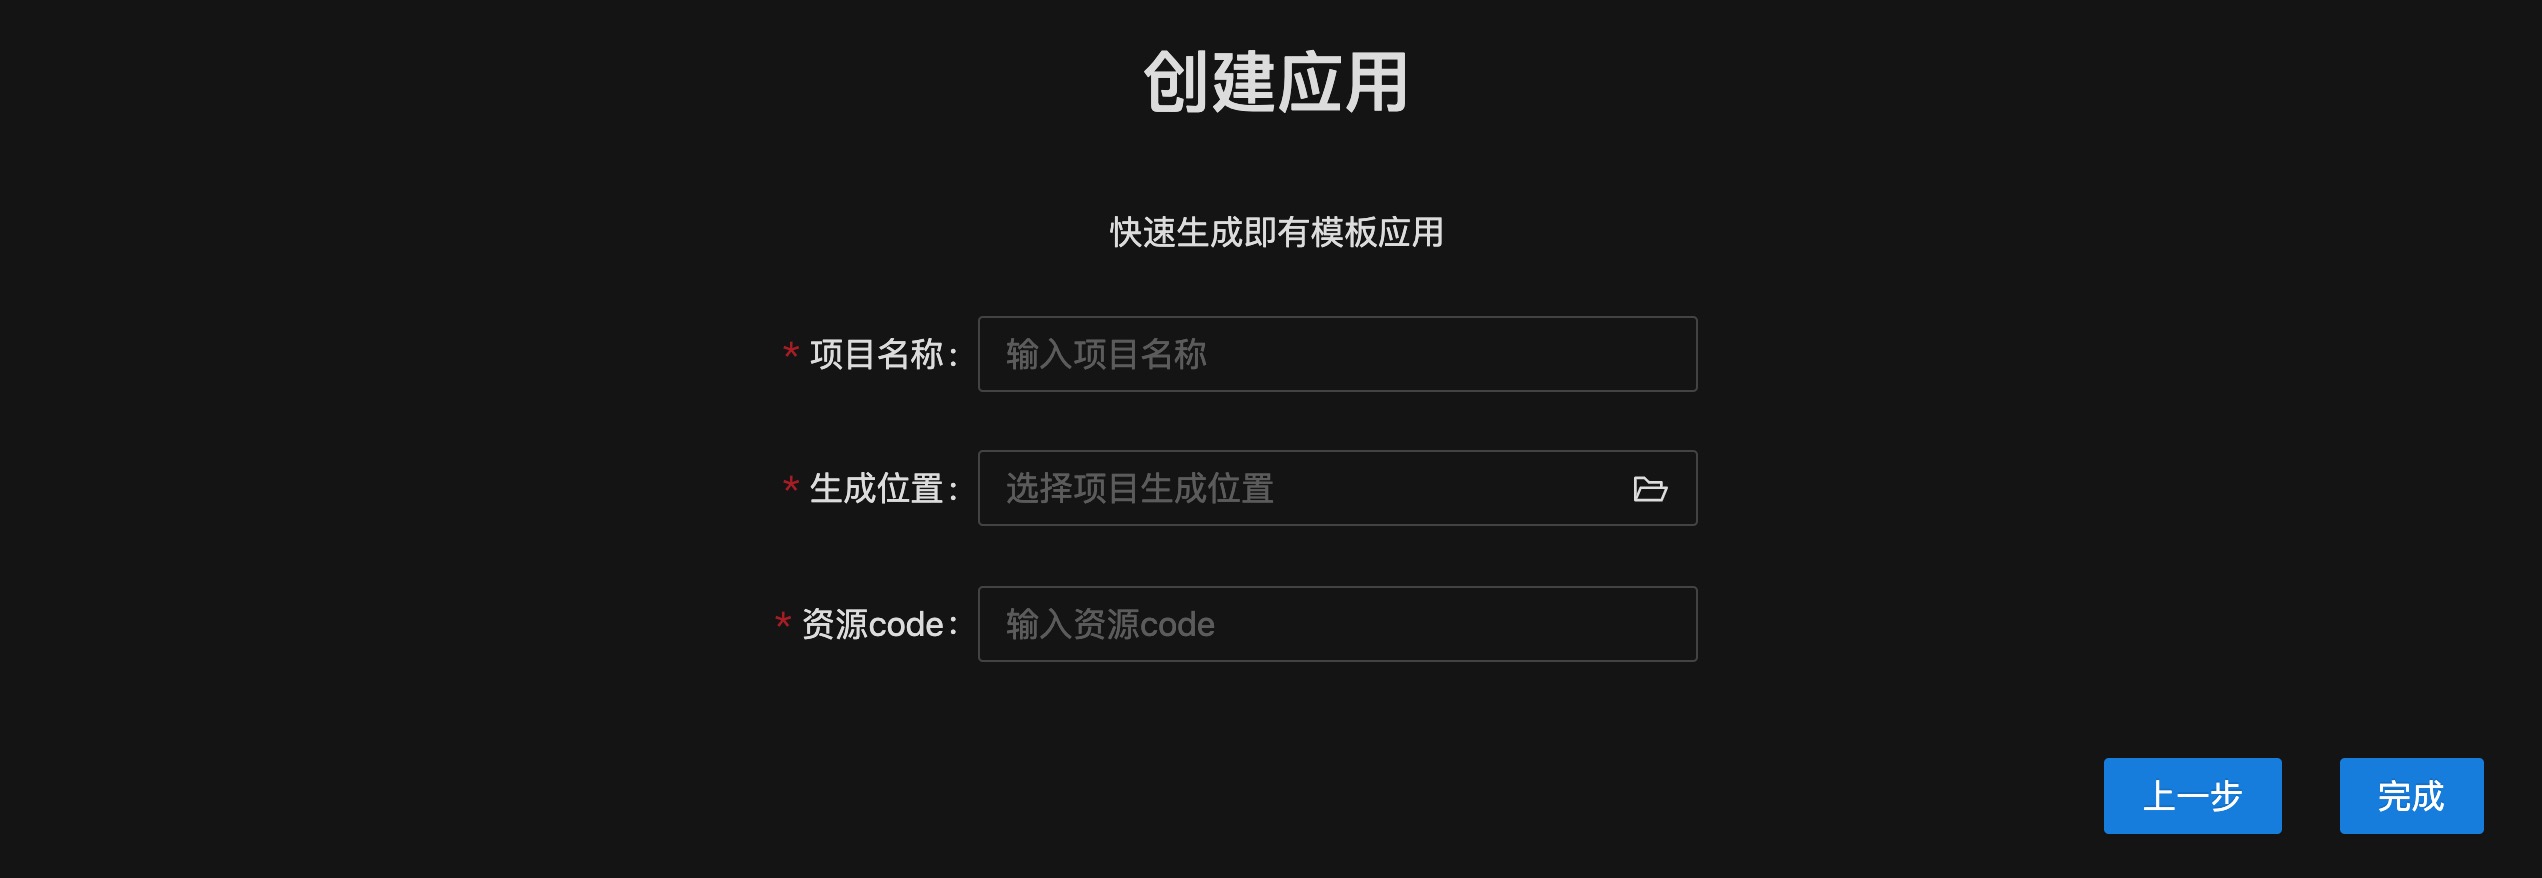 创建应用
快速生成即有模板应用
* 项目名称: 输入项目名称
* 生成位置: 选择项目生成位置
* 资源code: 输入资源code
上一步 完成